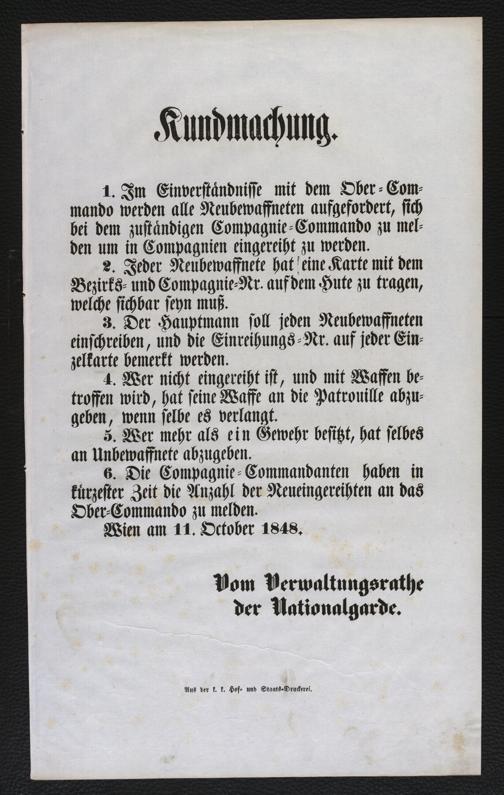 Kundmachung.
1. Im Einverständnisse mit dem Ober-Com-
mando werden alle Neubewaffneten aufgefordert, sich
bei dem zuständigen Compagnie-Commando zu mel-
den um in Compagnien eingereiht zu werden.
2. Jeder Neubewaffnete hat eine Karte mit dem
Bezirks- und Compagnie-Nr. auf dem Hute zu tragen,
welche sichbar seyn muß.
3. Der Hauptmann soll jeden Neubewaffneten
einschreiben, und die Einreihungs-Nr. auf jeder Ein-
zelkarte bemerkt werden.
4. Wer nicht eingereiht ist, und mit Waffen be-
troffen wird, hat seine Waffe an die Patrouille abzu-
geben, wenn selbe es verlangt.
5. Wer mehr als ein Gewehr besitzt, hat selbes
an Unbewaffnete abzugeben.
6. Die Compagnie-Commandanten haben in
kürzester Zeit die Anzahl der Neueingereihten an das
Ober-Commando zu melden.
Wien am 11. October 1848.
Vom Verwaltungsrathe
der Nationalgarde.
Aus der k. k. Hof- und Staats-Druckerei.